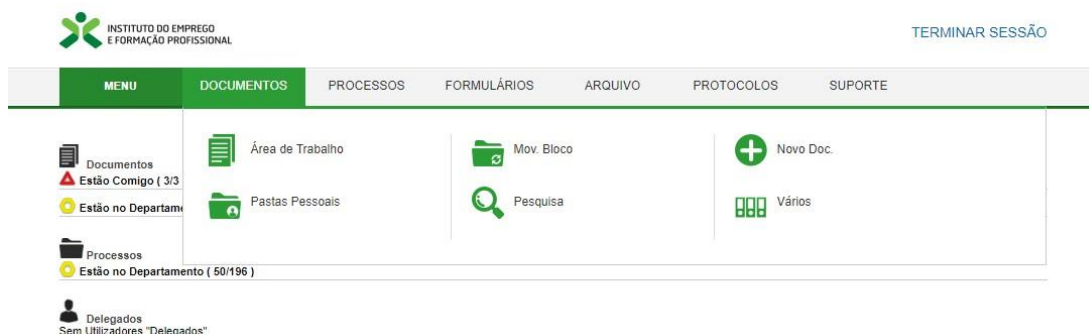 INSTITUTO DO EMPREGO
E FORMAÇÃO PROFISSIONAL
TERMINAR SESSÃO
MENU DOCUMENTOS PROCESSOS FORMULÁRIOS ARQUIVO PROTOCOLOS SUPORTE
Área de Trabalho Mov. Bloco Novo Doc.
Pastas Pessoais Pesquisa Vários
Documentos
Estão Comigo ( 3/3
Estão no Departame
Processos
Estão no Departamento ( 50/196 )
Delegados
Sem Utilizadores "Delegados"